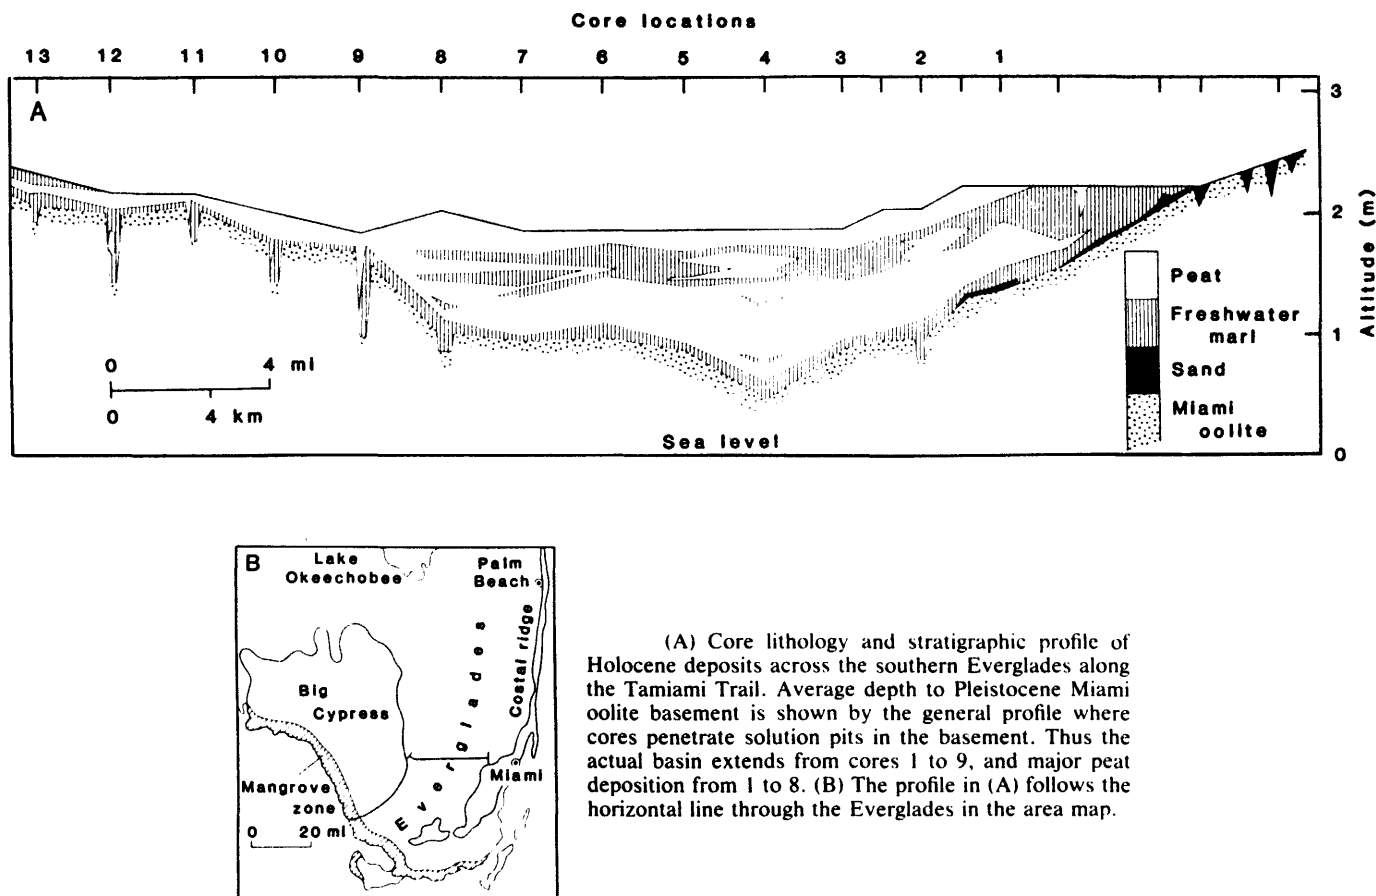 Core locations
13 12 11 10 9 8 7 6 5 4 3 2 1
A
3
2
1
0
Altitude (m)
Peat
Freshwater
marl
Sand
Miami
oolite
0 4 mi
0 4 km
Sea level
B
Lake
Okeechobee
Palm
Beach
Everglades
Costal ridge
Big
Cypress
Miami
Mangrove
zone
0 20 mi
(A) Core lithology and stratigraphic profile of
Holocene deposits across the southern Everglades along
the Tamiami Trail. Average depth to Pleistocene Miami
oolite basement is shown by the general profile where
cores penetrate solution pits in the basement. Thus the
actual basin extends from cores 1 to 9, and major peat
deposition from 1 to 8. (B) The profile in (A) follows the
horizontal line through the Everglades in the area map.